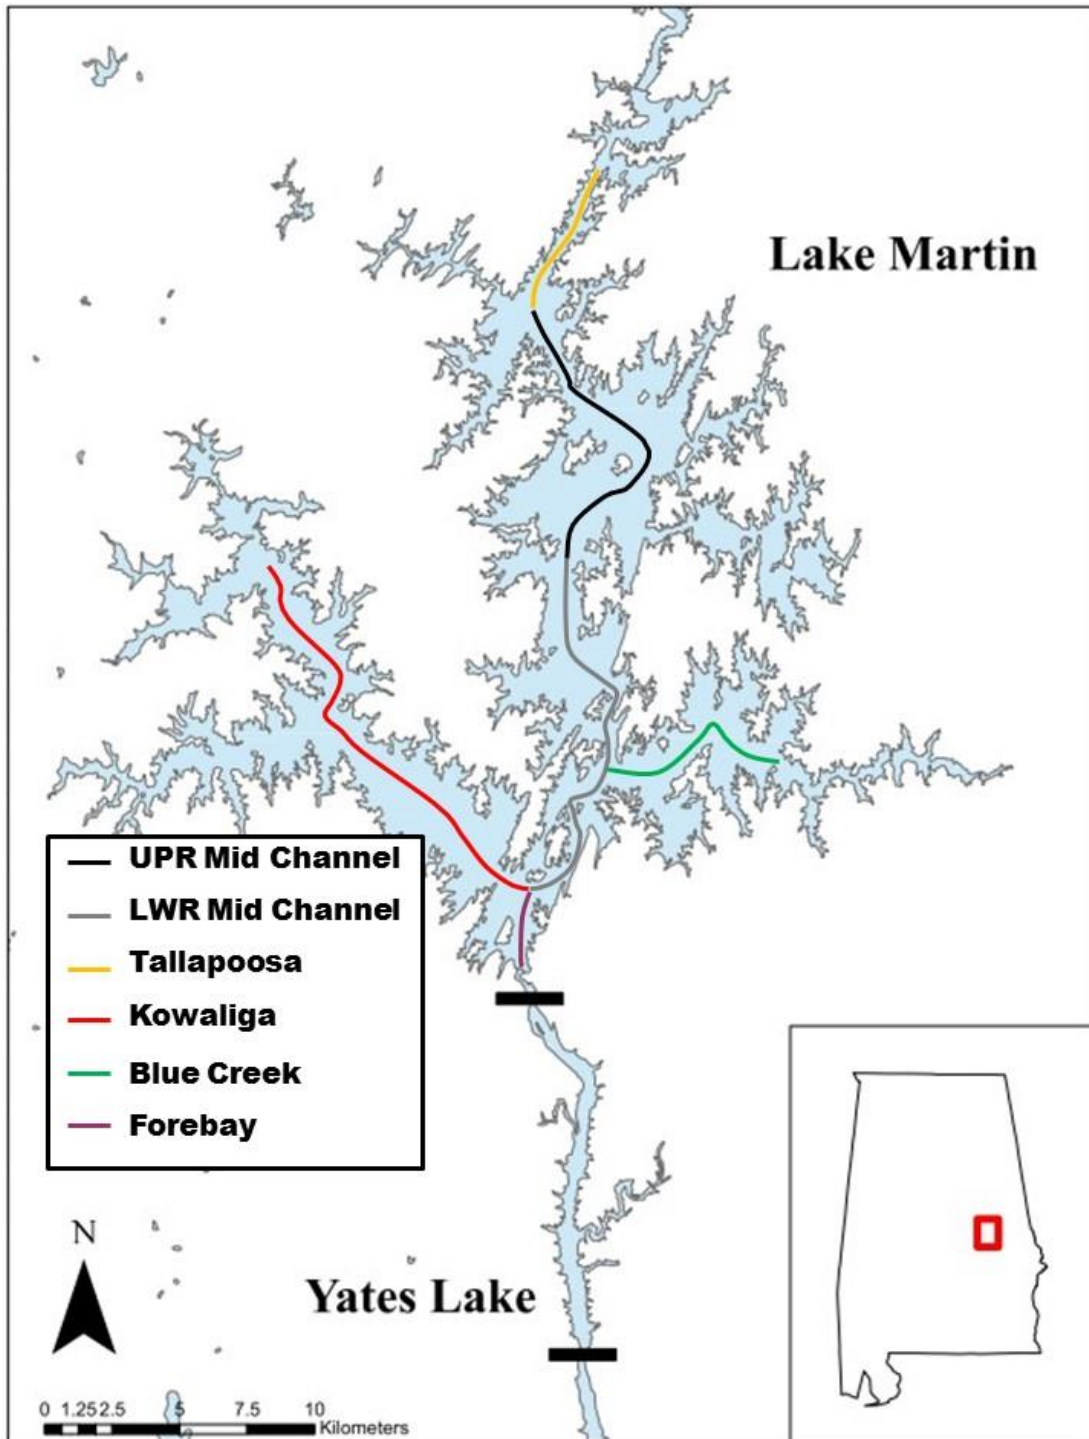 Lake Martin
UPR Mid Channel
LWR Mid Channel
Tallapoosa
Kowaliga
Blue Creek
Forebay
N
Yates Lake
0 1.25 2.5 5 7.5 10
Kilometers